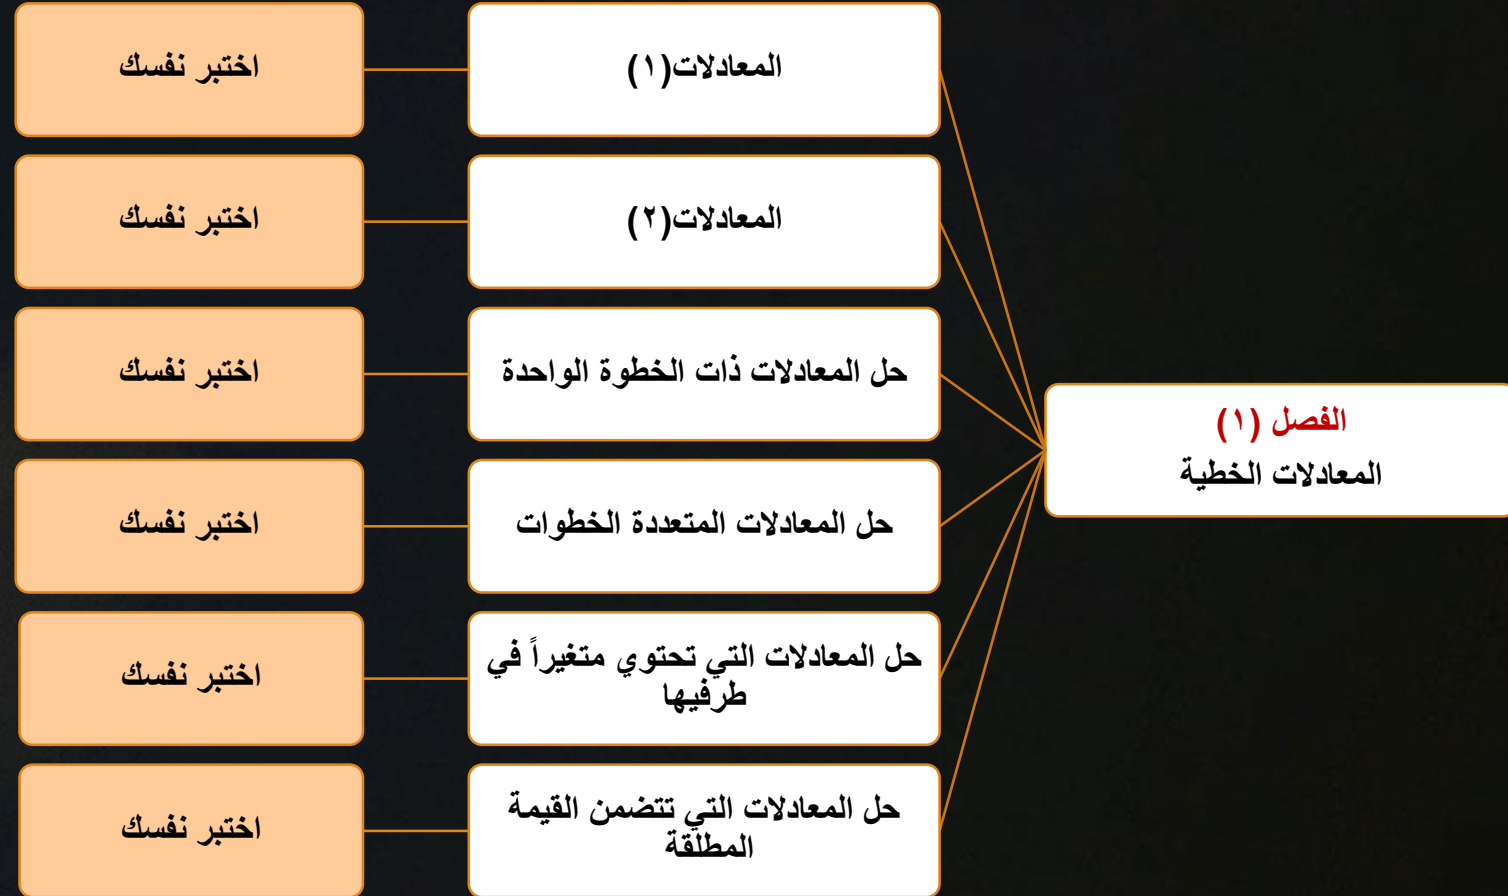 الفصل (١)
المعادلات الخطية
المعادلات(١)
اختبر نفسك
المعادلات(٢)
اختبر نفسك
حل المعادلات ذات الخطوة الواحدة
اختبر نفسك
حل المعادلات المتعددة الخطوات
اختبر نفسك
حل المعادلات التي تحتوي متغيراً في
طرفيها
اختبر نفسك
حل المعادلات التي تتضمن القيمة
المطلقة
اختبر نفسك